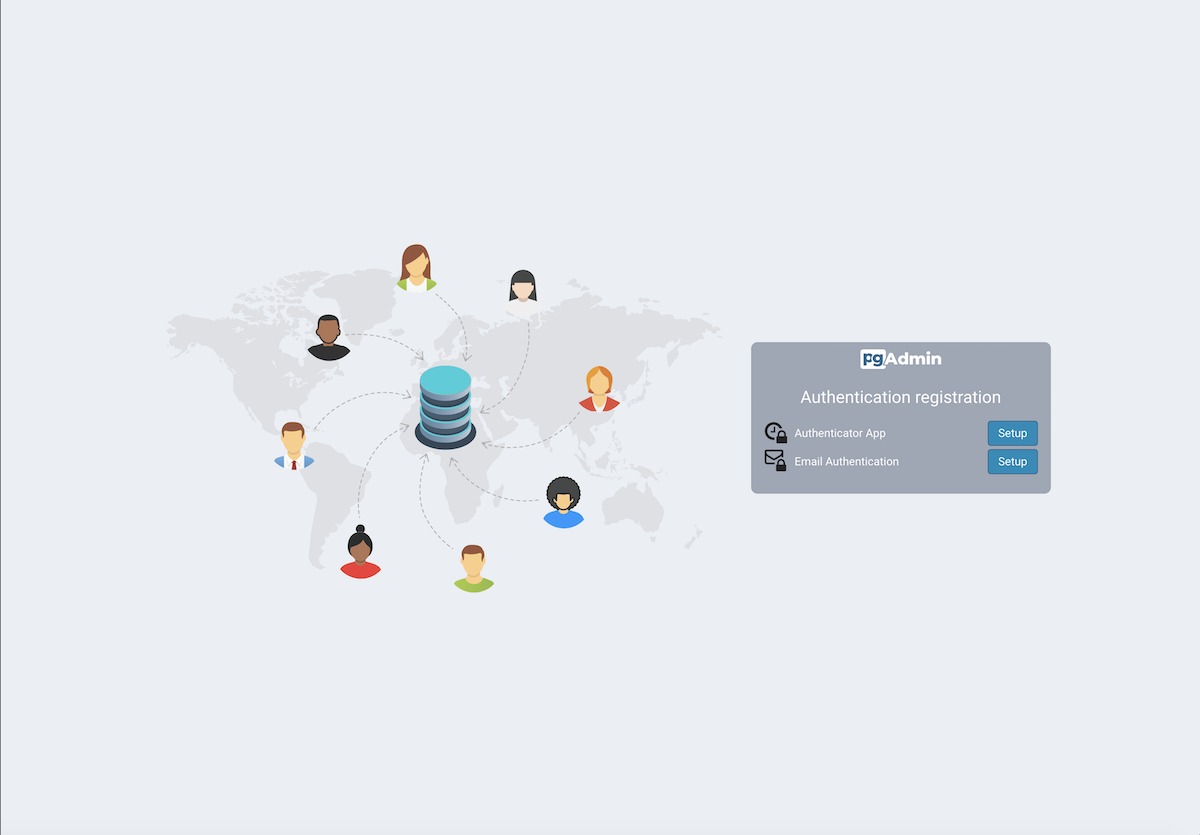 pgAdmin
Authentication registration
Authenticator App Setup
Email Authentication Setup